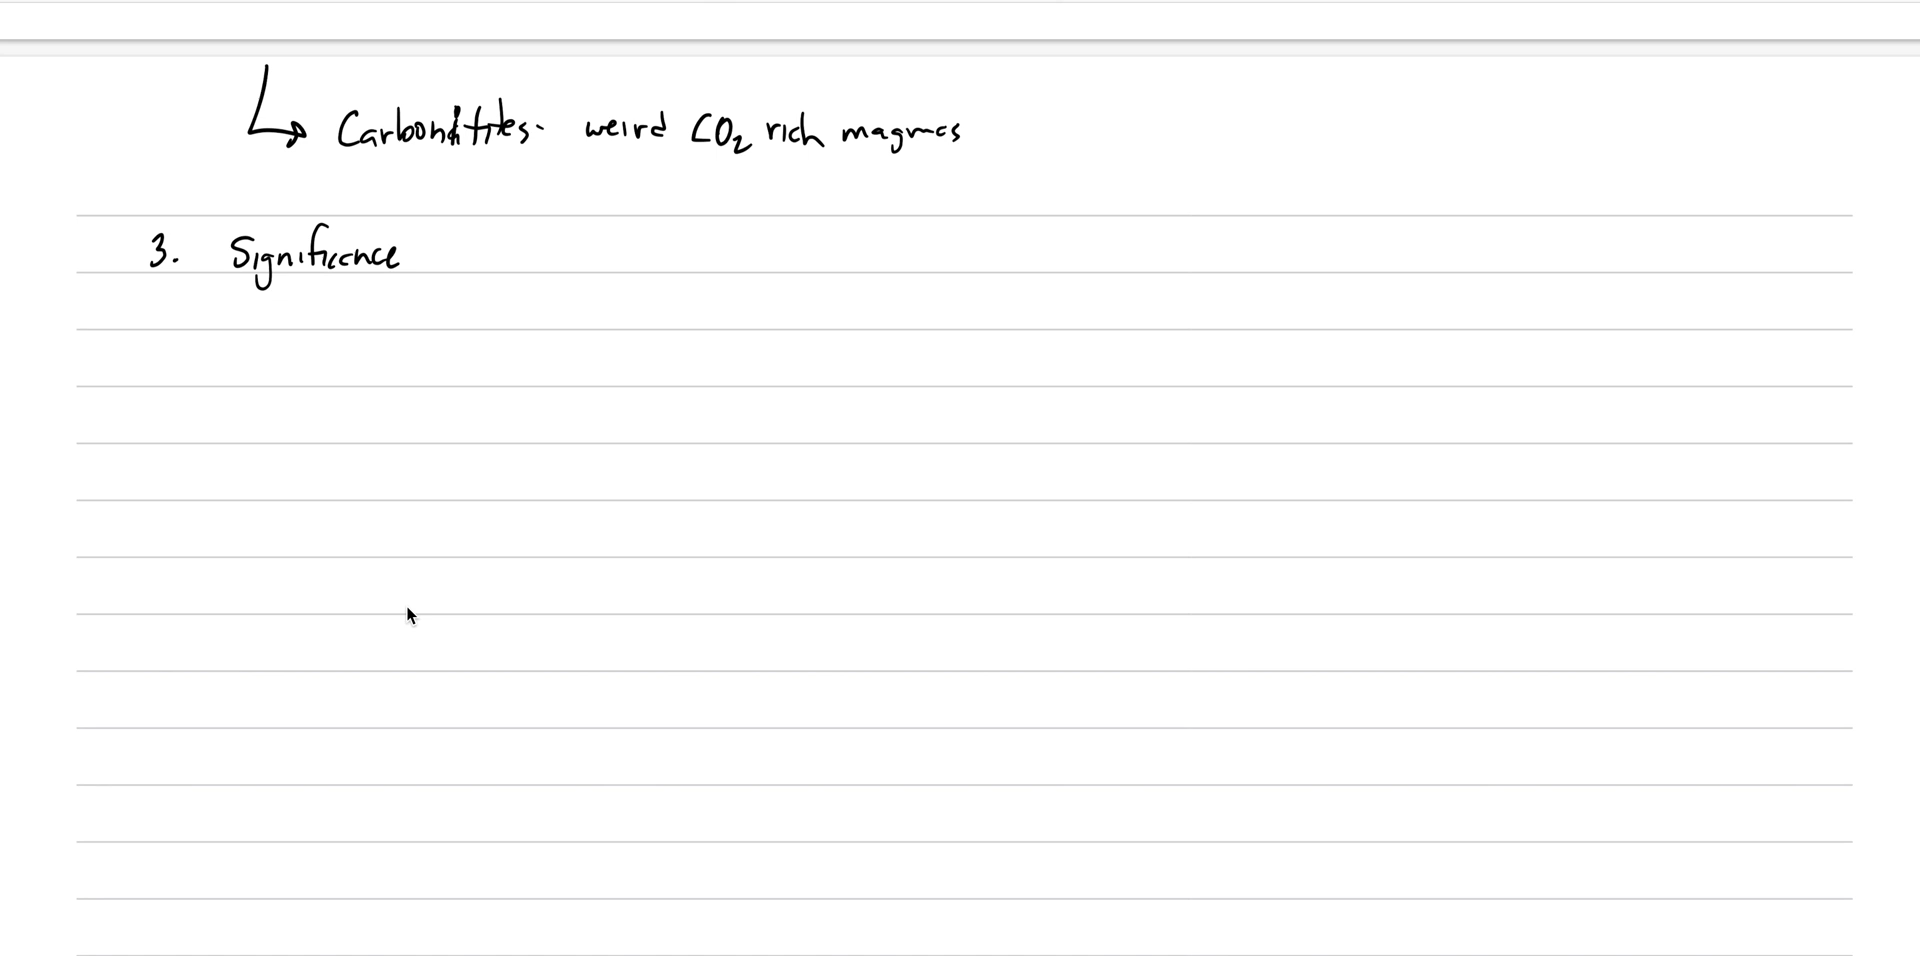 ↳ Carbonatites- weird CO₂ rich magmas
3. Significance